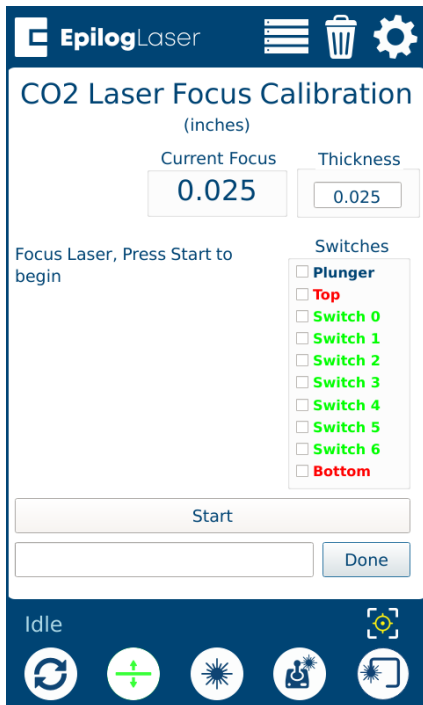 EpilogLaser
CO2 Laser Focus Calibration
(inches)
Current Focus
0.025
Thickness
0.025
Focus Laser, Press Start to
begin
Switches
Plunger
Top
Switch 0
Switch 1
Switch 2
Switch 3
Switch 4
Switch 5
Switch 6
Bottom
Start
Done
Idle